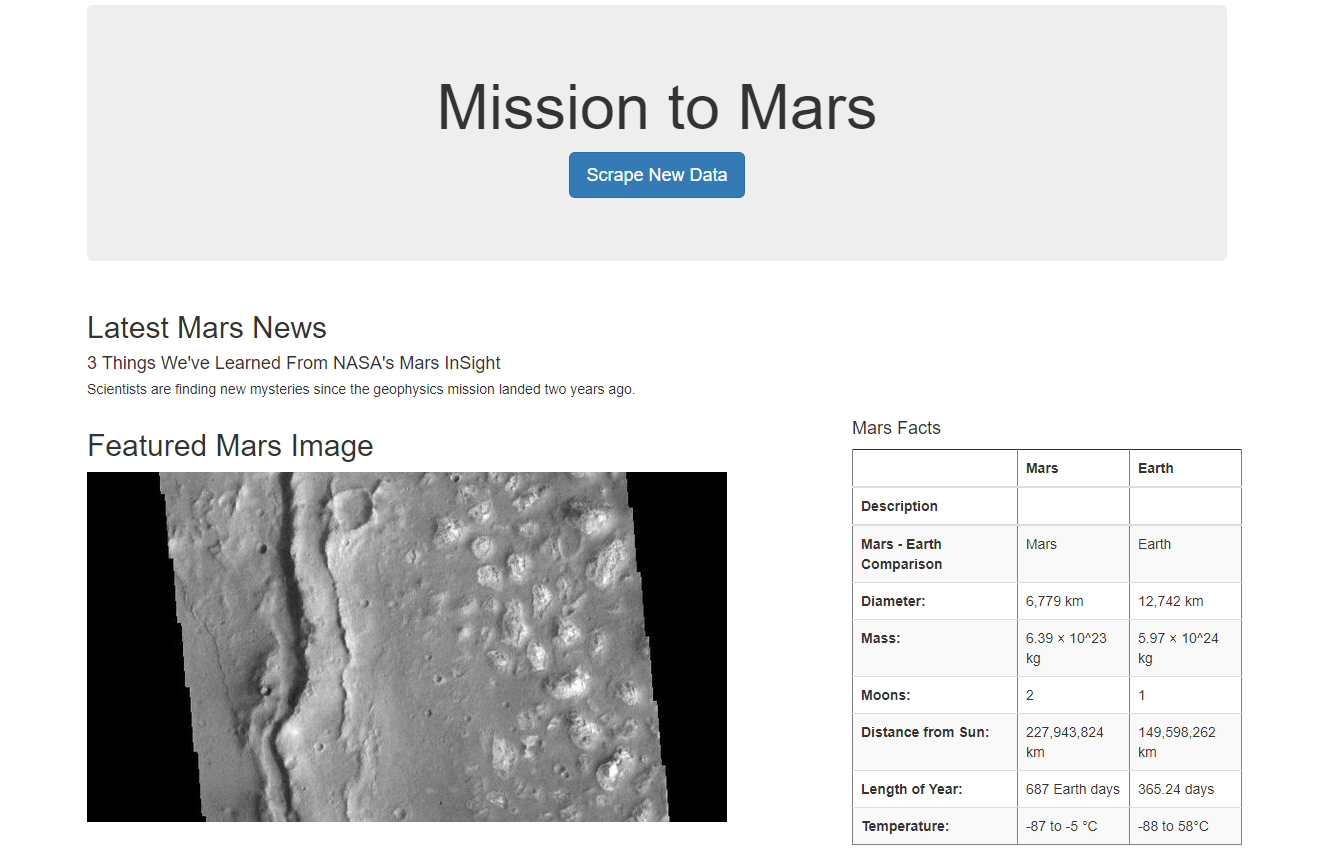 Mission to Mars
Scrape New Data
Latest Mars News
3 Things We've Learned From NASA's Mars InSight
Scientists are finding new mysteries since the geophysics mission landed two years ago.
Featured Mars Image
Mars Facts
Mars Earth
Description
Mars - Earth Mars Earth
Comparison
Diameter: 6,779 km 12,742 km
Mass: 6.39 × 10^23 5.97 × 10^24
kg kg
Moons: 2 1
Distance from Sun: 227,943,824 149,598,262
km km
Length of Year: 687 Earth days 365.24 days
Temperature: -87 to -5 °C -88 to 58°C